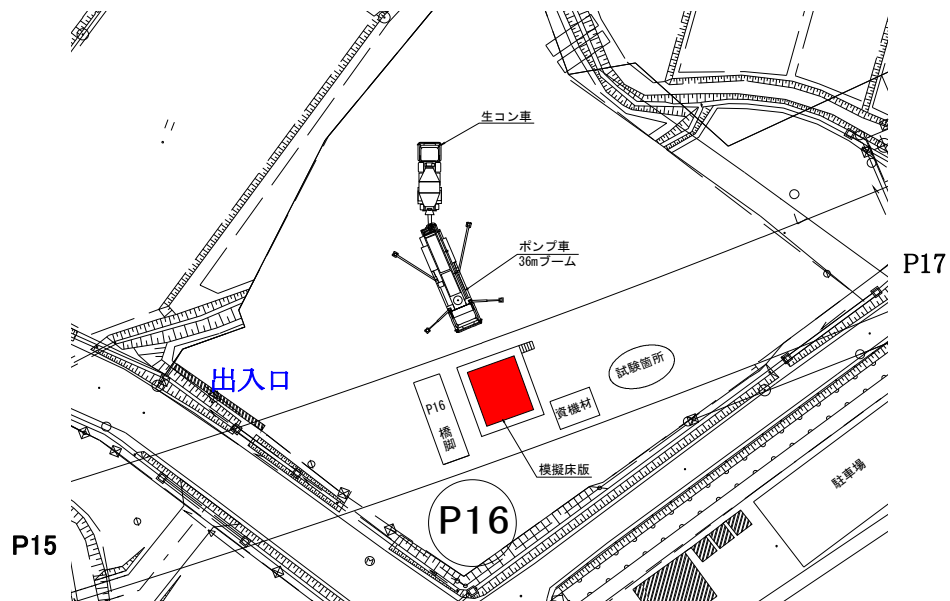 生コン車
ポンプ車
36mブーム
P17
試験箇所
出入口
P16
橋脚
資機材
模擬床版
駐車場
P16
P15